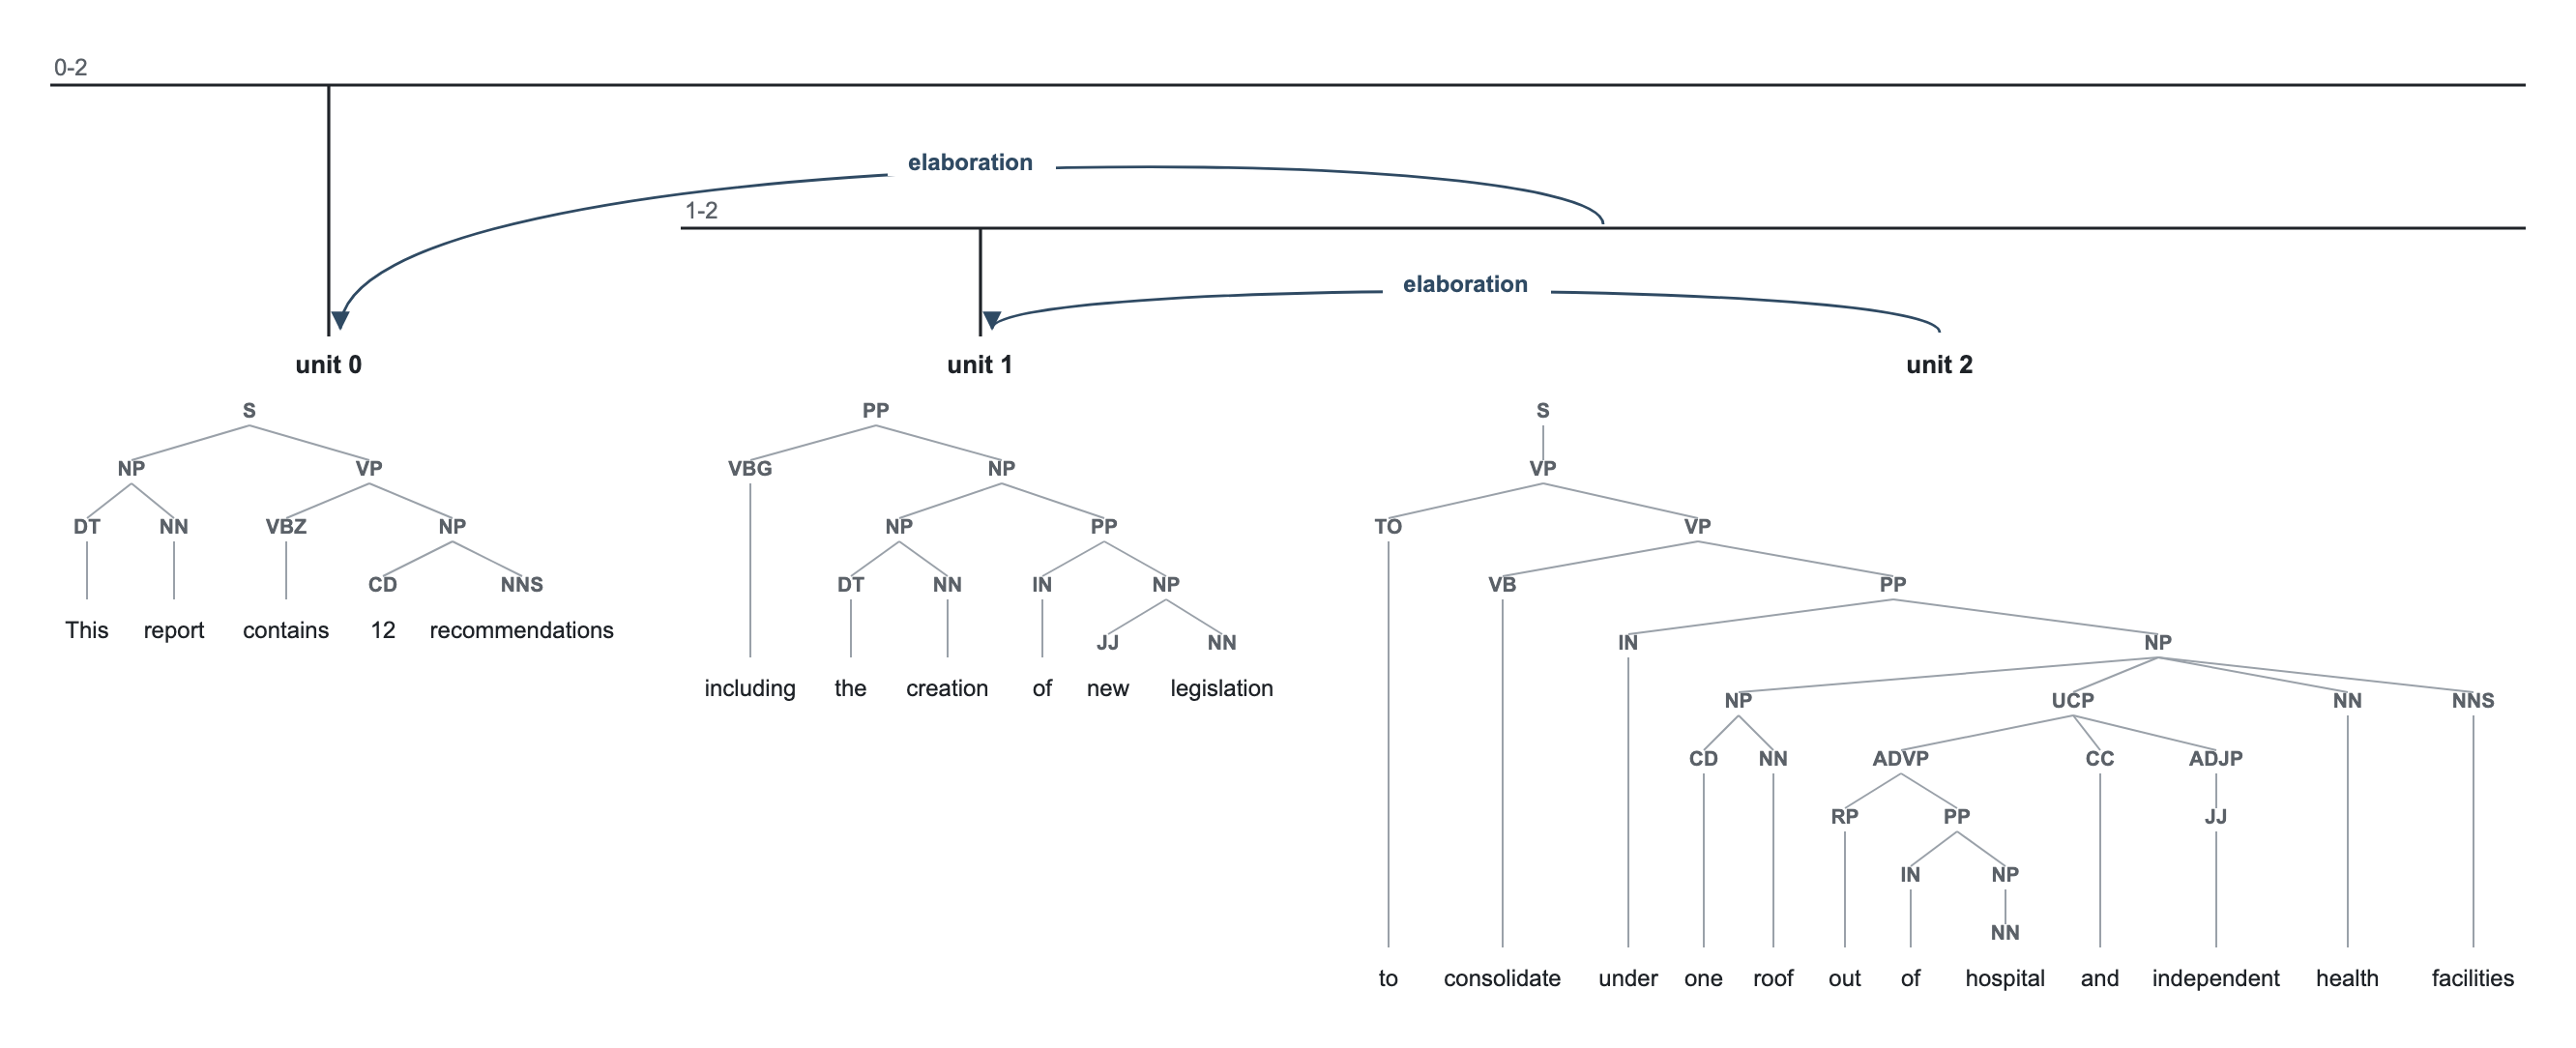 0-2
elaboration
1-2
elaboration
unit 0 unit 1 unit 2
S PP S
NP VP VBG NP VP
DT NN VBZ NP NP PP TO VP
CD NNS DT NN IN NP VB PP
This report contains 12 recommendations JJ NN IN NP
including the creation of new legislation
NP UCP NN NNS
CD NN ADVP CC ADJP
RP PP JJ
IN NP
NN
to consolidate under one roof out of hospital and independent health facilities